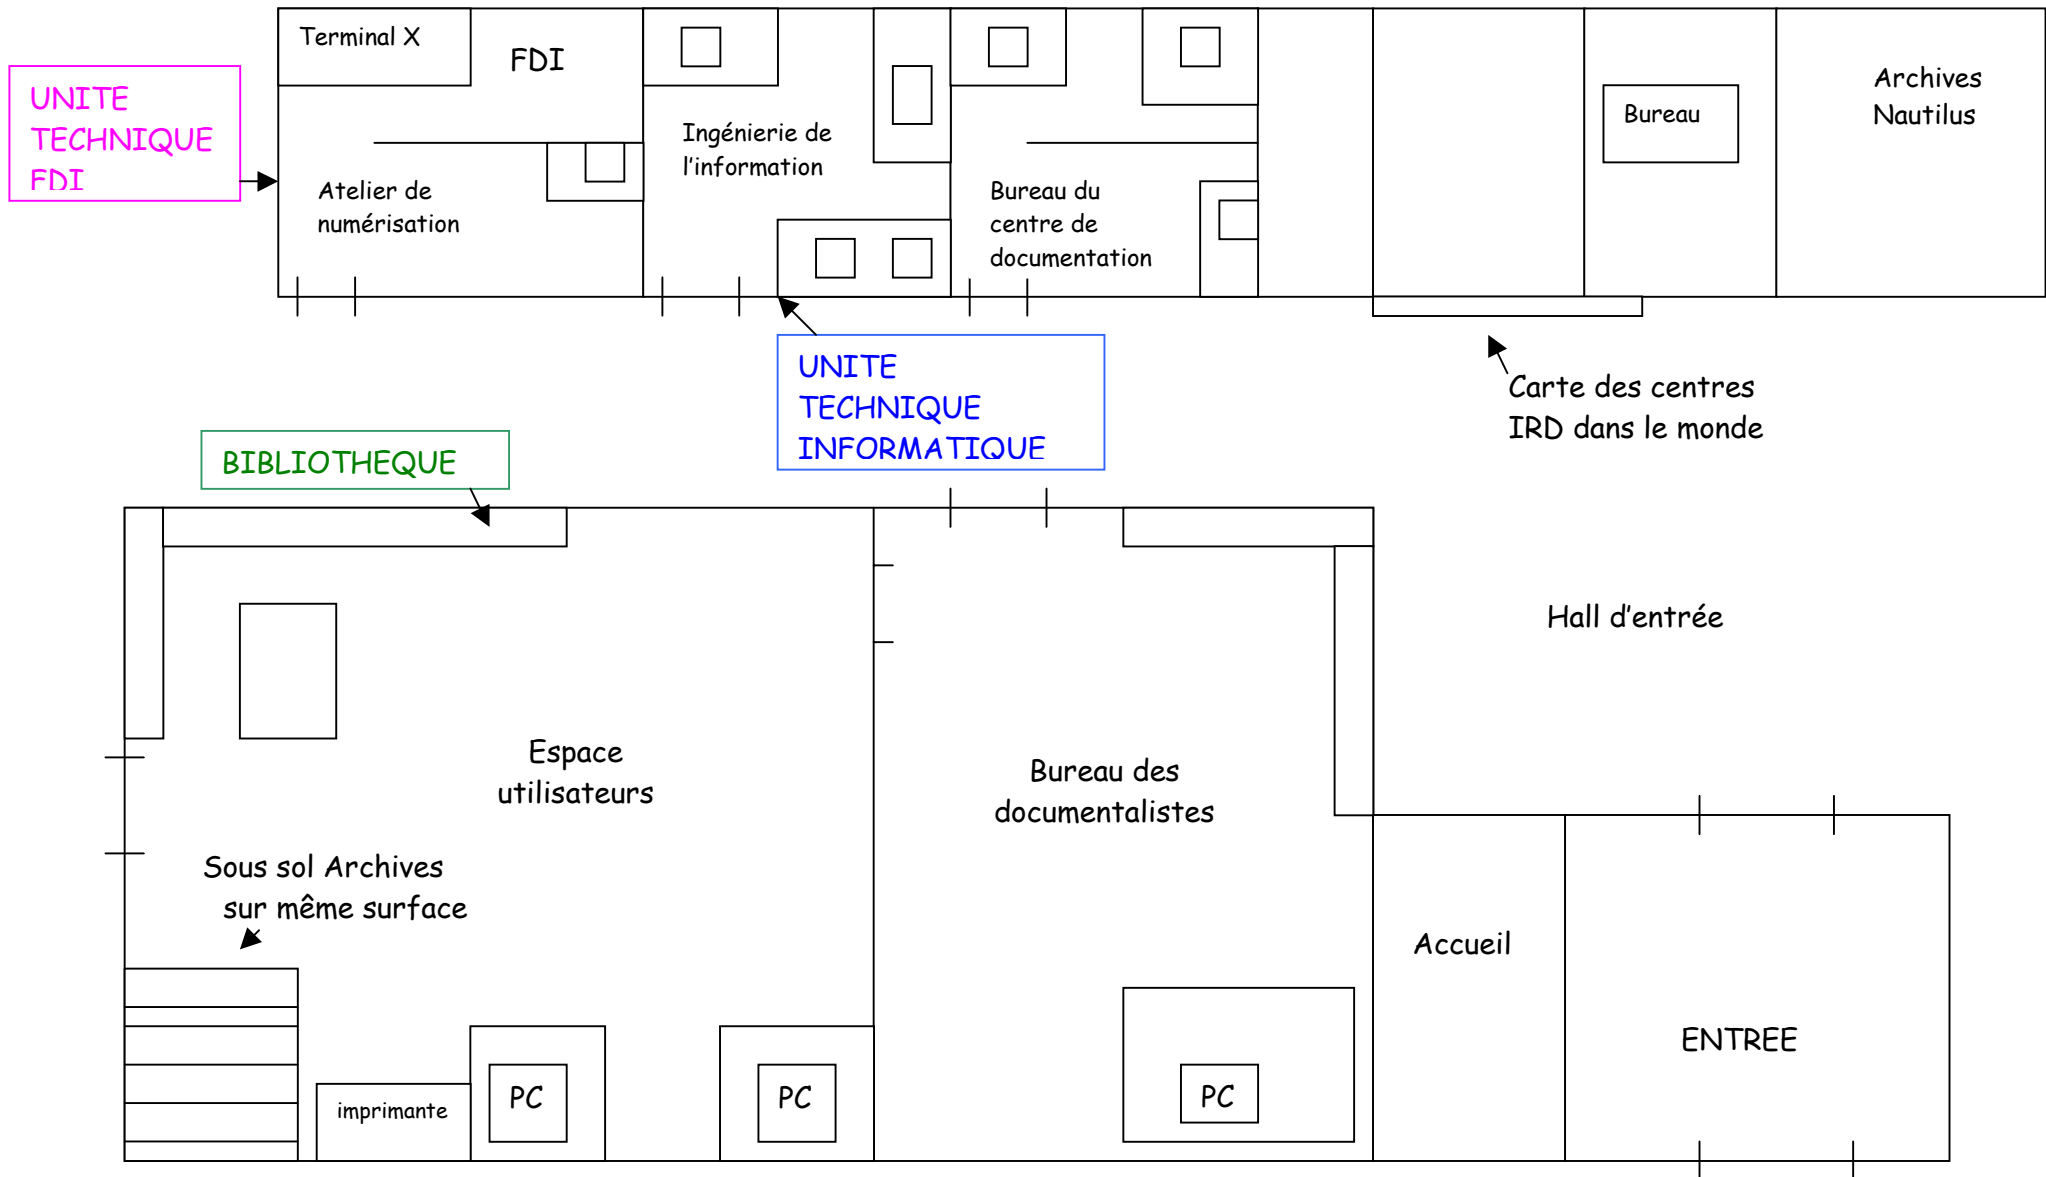 Terminal X
FDI
UNITE
TECHNIQUE
FDI
Atelier de
numérisation
Ingénierie de
l'information
Bureau du
centre de
documentation
Bureau
Archives
Nautilus
UNITE
TECHNIQUE
INFORMATIQUE
Carte des centres
IRD dans le monde
BIBLIOTHEQUE
Hall d'entrée
Espace
utilisateurs
Bureau des
documentalistes
Sous sol Archives
sur même surface
Accueil
ENTREE
imprimante
PC
PC
PC